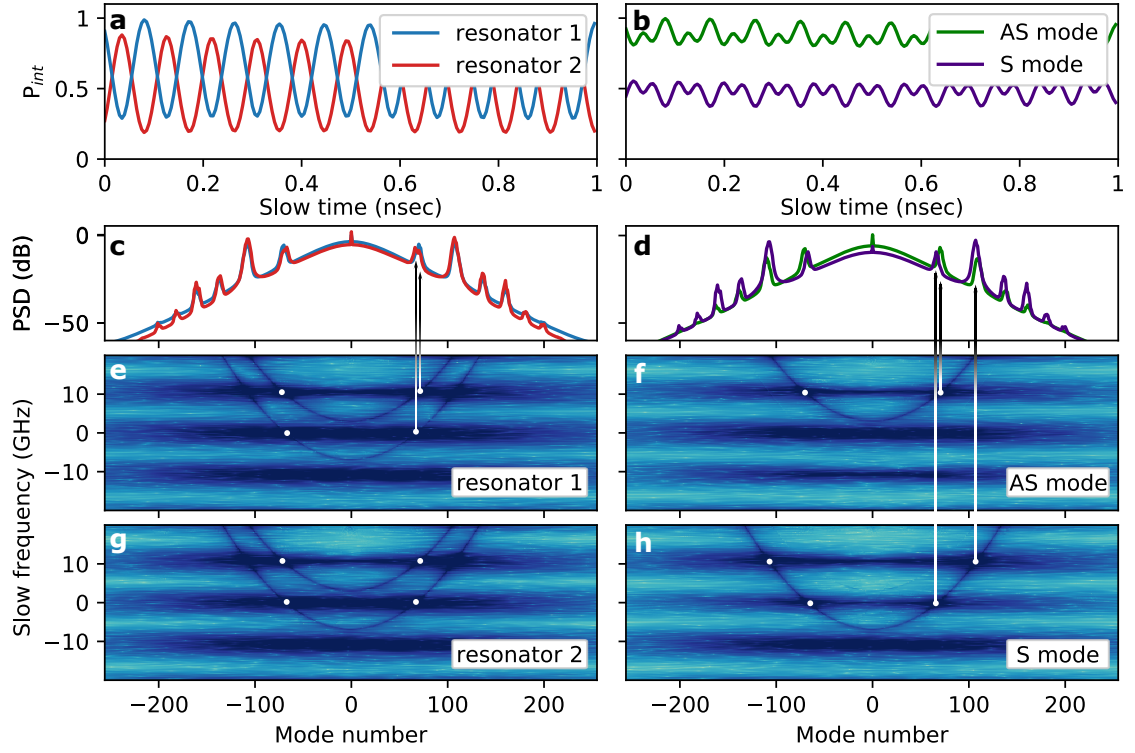 a
resonator 1
resonator 2
P_int
1
0.5
0
0
0.2
0.4
0.6
0.8
1
Slow time (nsec)
b
AS mode
S mode
0
0.2
0.4
0.6
0.8
1
Slow time (nsec)
c
PSD (dB)
0
−50
d
e
10
0
−10
resonator 1
f
AS mode
Slow frequency (GHz)
g
10
0
−10
resonator 2
−200
−100
0
100
200
Mode number
h
S mode
−200
−100
0
100
200
Mode number